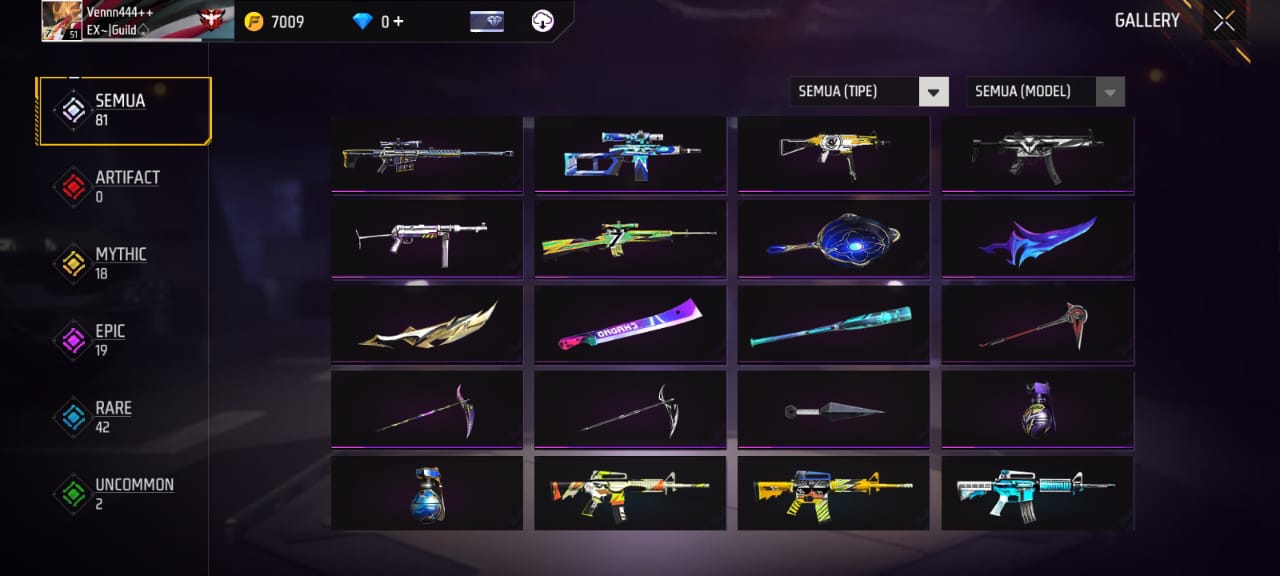 Vennn444++
EX~|Guild♤
51
7009
0 +
GALLERY
SEMUA
81
ARTIFACT
0
MYTHIC
18
EPIC
19
RARE
42
UNCOMMON
2
SEMUA (TIPE)
SEMUA (MODEL)